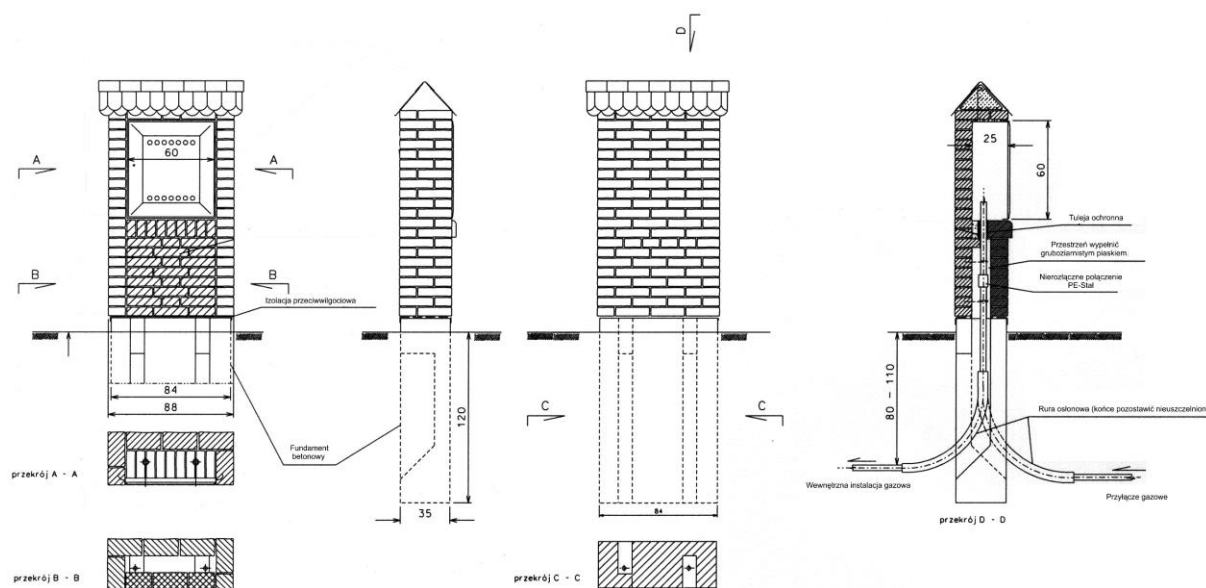 D
A
A
60
B
B
Izolacja przeciwwilgociowa
84
88
Fundament
betonowy
przekrój A - A
przekrój B - B
120
35
C
C
84
przekrój C - C
25
60
Tuleja ochronna
Przestrzeń wypełnić
gruboziarnistym piaskiem.
Nierozłączne połączenie
PE-Stal
80 - 110
Rura osłonowa (końce pozostawić nieuszczelnion
Wewnętrzna instalacja gazowa
Przyłącze gazowe
przekrój D - D